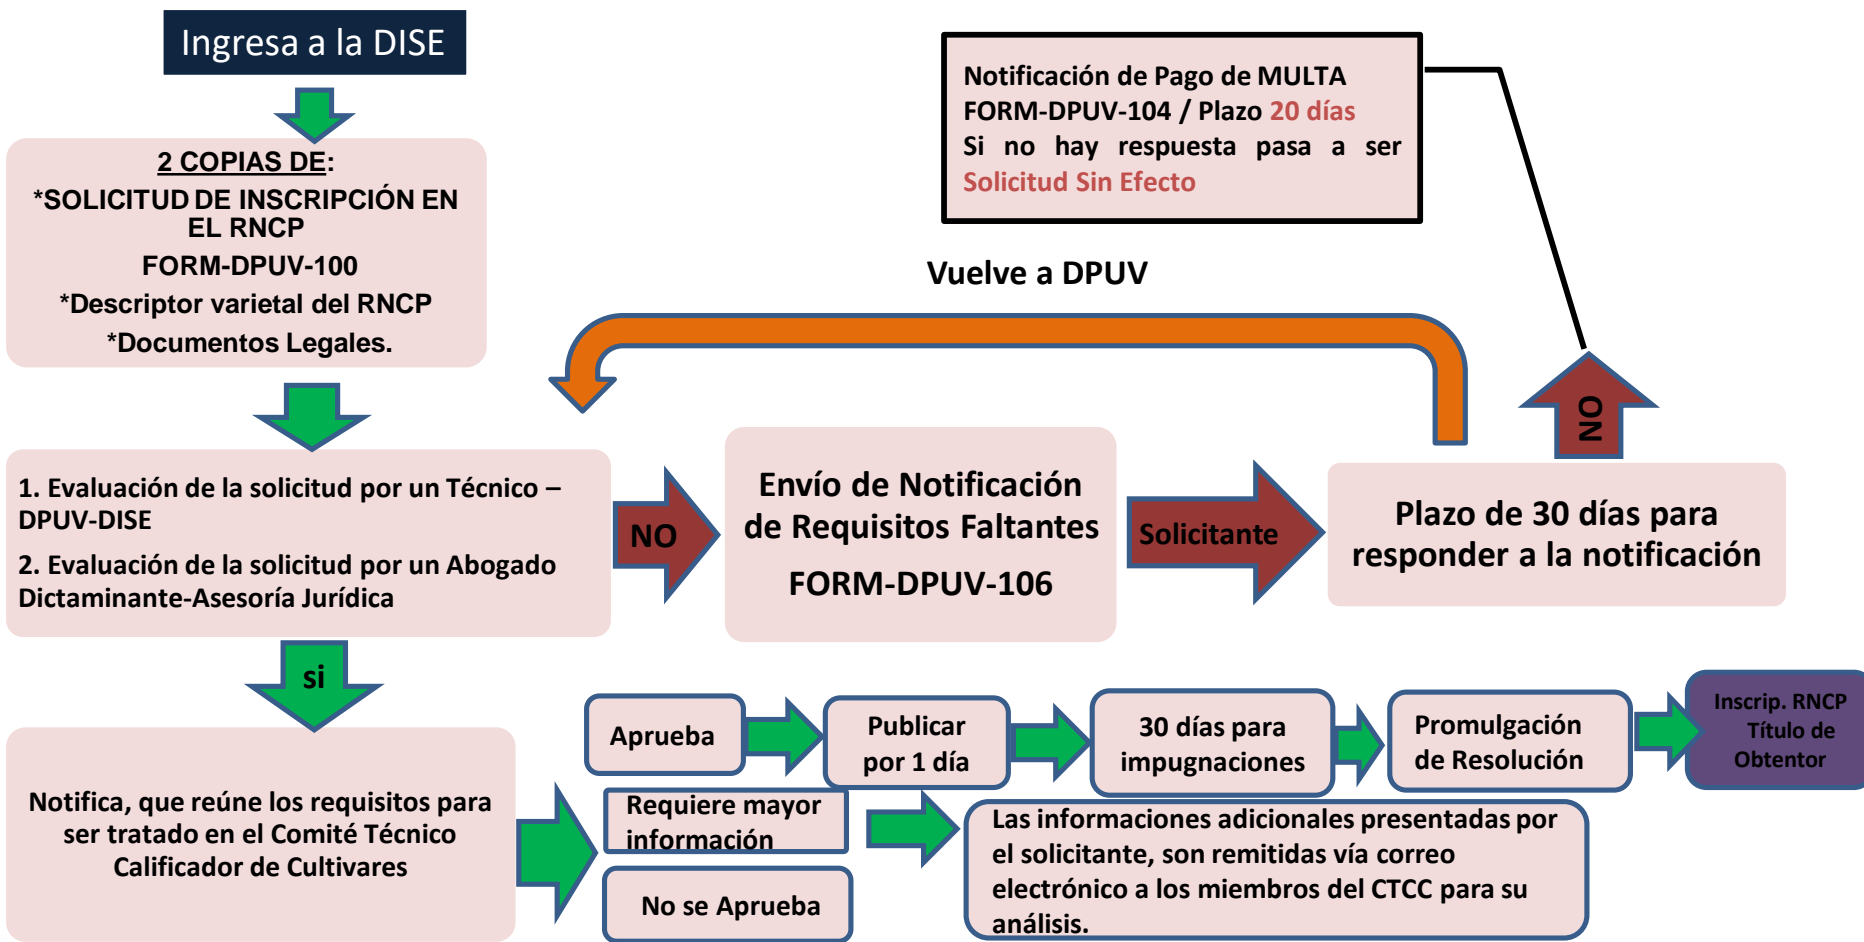 Ingresa a la DISE
2 COPIAS DE:
*SOLICITUD DE INSCRIPCIÓN EN
EL RNCP
FORM-DPUV-100
*Descriptor varietal del RNCP
*Documentos Legales.
Notificación de Pago de MULTA
FORM-DPUV-104 / Plazo 20 días
Si no hay respuesta pasa a ser
Solicitud Sin Efecto
Vuelve a DPUV
1. Evaluación de la solicitud por un Técnico –
DPUV-DISE
2. Evaluación de la solicitud por un Abogado
Dictaminante-Asesoría Jurídica
NO
Envío de Notificación
de Requisitos Faltantes
FORM-DPUV-106
Solicitante
Plazo de 30 días para
responder a la notificación
NO
si
Notifica, que reúne los requisitos para
ser tratado en el Comité Técnico
Calificador de Cultivares
Aprueba
Publicar
por 1 día
30 días para
impugnaciones
Promulgación
de Resolución
Inscrip. RNCP
Título de
Obtentor
Requiere mayor
información
Las informaciones adicionales presentadas por
el solicitante, son remitidas vía correo
electrónico a los miembros del CTCC para su
análisis.
No se Aprueba